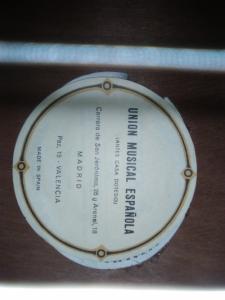 UNION MUSICAL ESPAÑOLA
(ANTES CASA DOTESIO)
MADRID
Carrera de San Jerónimo, 26 y Arenal, 18
Paz, 15 - VALENCIA
MADE IN SPAIN